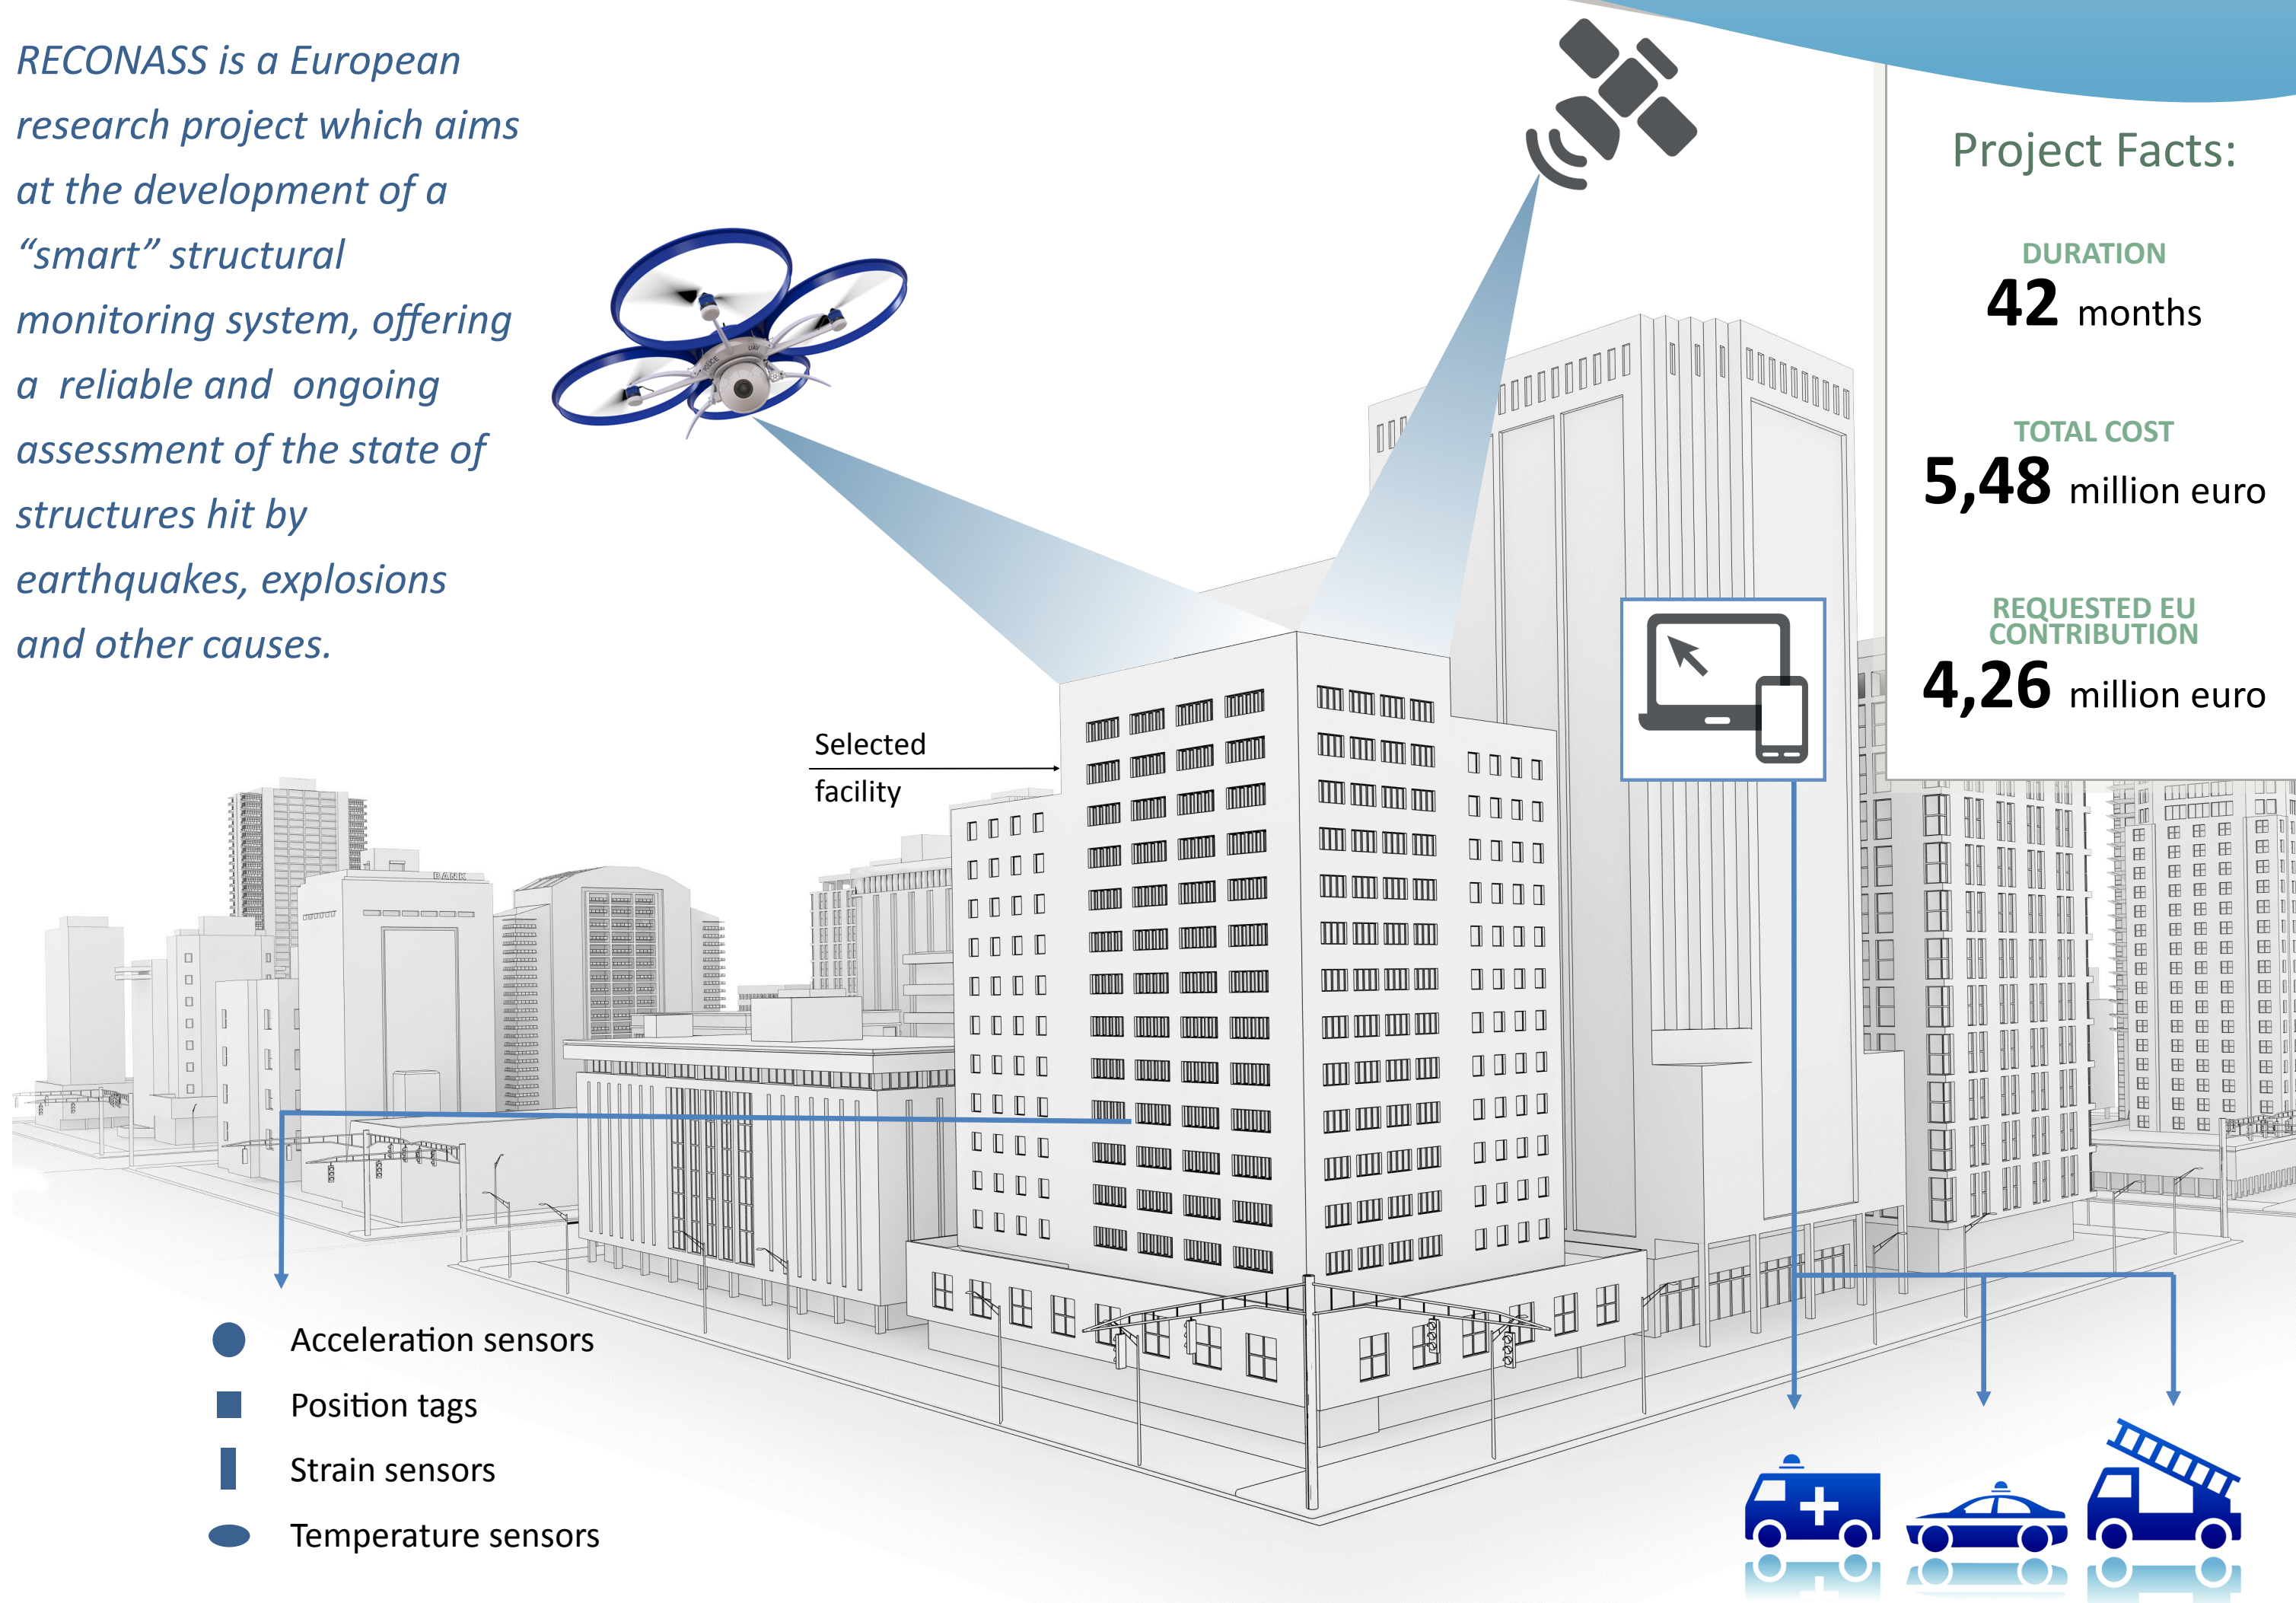 RECONASS is a European
research project which aims
at the development of a
“smart” structural
monitoring system, offering
a  reliable and  ongoing
assessment of the state of
structures hit by
earthquakes, explosions
and other causes.
POLICE
UAV
Project Facts:
DURATION
42 months
TOTAL COST
5,48 million euro
REQUESTED EU
CONTRIBUTION
4,26 million euro
Selected
facility
BANK
Acceleration sensors
Position tags
Strain sensors
Temperature sensors